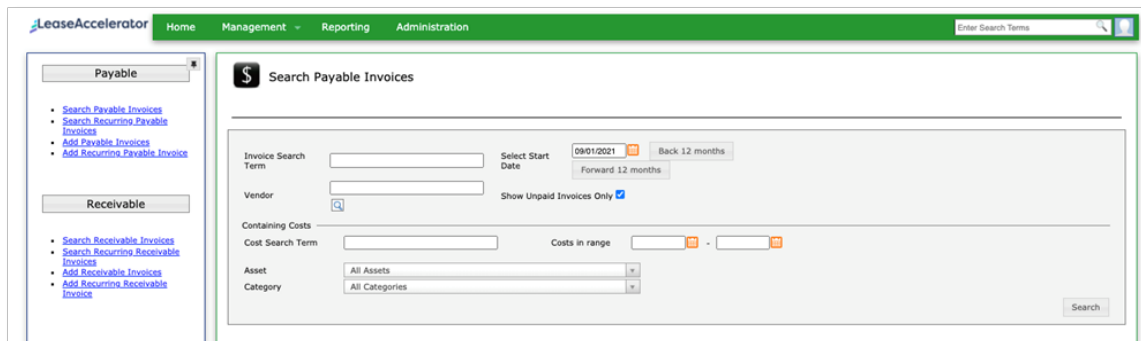 LeaseAccelerator
Home Management Reporting Administration
Enter Search Terms
Payable
Search Payable Invoices
Search Recurring Payable
Invoices
Add Payable Invoices
Add Recurring Payable Invoice
Receivable
Search Receivable Invoices
Search Recurring Receivable
Invoices
Add Receivable Invoices
Add Recurring Receivable
Invoice
$ Search Payable Invoices
Invoice Search
Term
Select Start
Date
09/01/2021
Back 12 months
Forward 12 months
Vendor
Show Unpaid Invoices Only
Containing Costs
Cost Search Term
Costs in range
-
Asset
All Assets
Category
All Categories
Search